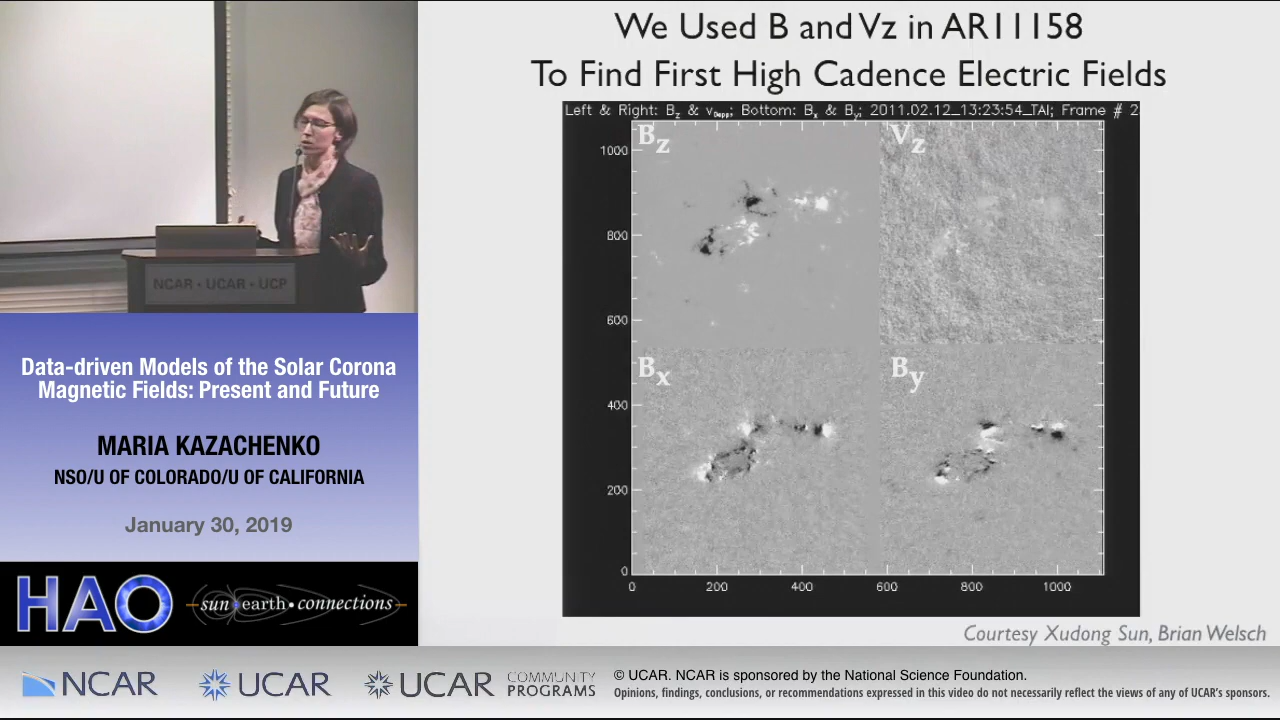 We Used B and Vz in AR11158
To Find First High Cadence Electric Fields
Left & Right: Bz & vDopp; Bottom: Bx & By; 2011.02.12_13:23:54_TAI; Frame # 2
Bz
Vz
1000
800
600
Bx
By
400
200
0
0 200 400 600 800 1000
Courtesy Xudong Sun, Brian Welsch
NCAR • UCAR • UCP
Data-driven Models of the Solar Corona
Magnetic Fields: Present and Future
MARIA KAZACHENKO
NSO/U OF COLORADO/U OF CALIFORNIA
January 30, 2019
HAO
sun•earth•connections
NCAR
UCAR
UCAR
COMMUNITY
PROGRAMS
© UCAR. NCAR is sponsored by the National Science Foundation.
Opinions, findings, conclusions, or recommendations expressed in this video do not necessarily reflect the views of any of UCAR's sponsors.